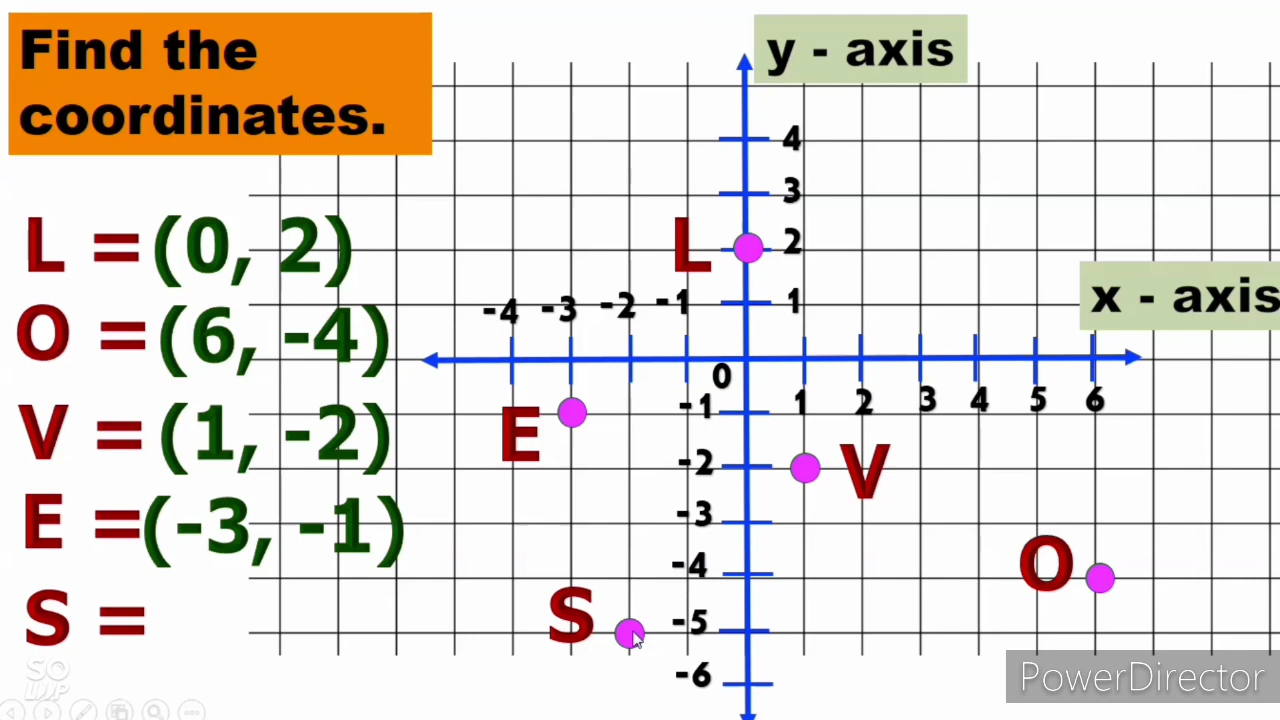 Find the
coordinates.
y - axis
x - axis
L = (0, 2)
O = (6, -4)
V = (1, -2)
E = (-3, -1)
S =
4
3
L
2
1
-4 -3 -2 -1
0
1 2 3 4 5 6
-1
E
-2
V
-3
-4
O
S
-5
-6
PowerDirector